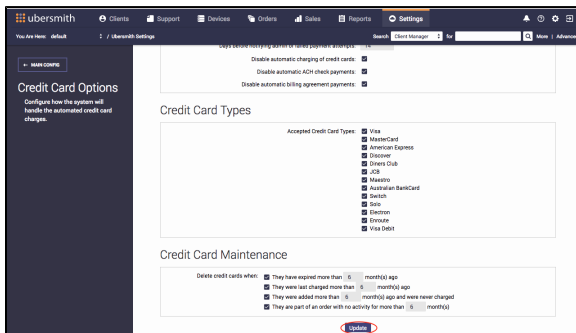 ubersmith
Clients
Support
Devices
Orders
Sales
Reports
Settings
You Are Here: default / Ubersmith Settings
Search Client Manager for
More | Advance
← MAIN CONFIG
Credit Card Options
Configure how the system will
handle the automated credit card
charges.
Days before notifying admin of failed payment attempts: 14
Disable automatic charging of credit cards:
Disable automatic ACH check payments:
Disable automatic billing agreement payments:
Credit Card Types
Accepted Credit Card Types: Visa
MasterCard
American Express
Discover
Diners Club
JCB
Maestro
Australian BankCard
Switch
Solo
Electron
Enroute
Visa Debit
Credit Card Maintenance
Delete credit cards when: They have expired more than 6 month(s) ago
They were last charged more than 6 month(s) ago
They were added more than 6 month(s) ago and were never charged
They are part of an order with no activity for more than 6 month(s)
Update